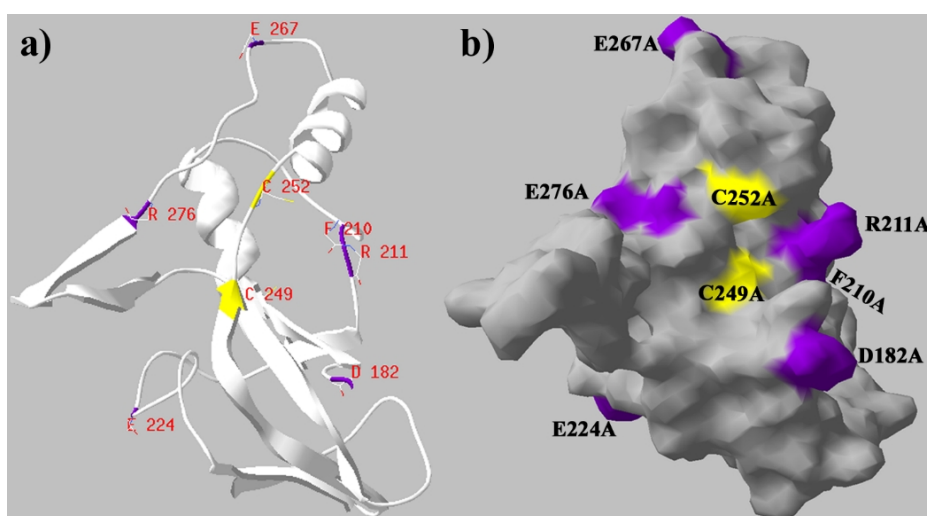 a)
E 267
C 252
R 276
F 210
R 211
C 249
D 182
E 224
b)
E267A
E276A
C252A
R211A
C249A
F210A
D182A
E224A